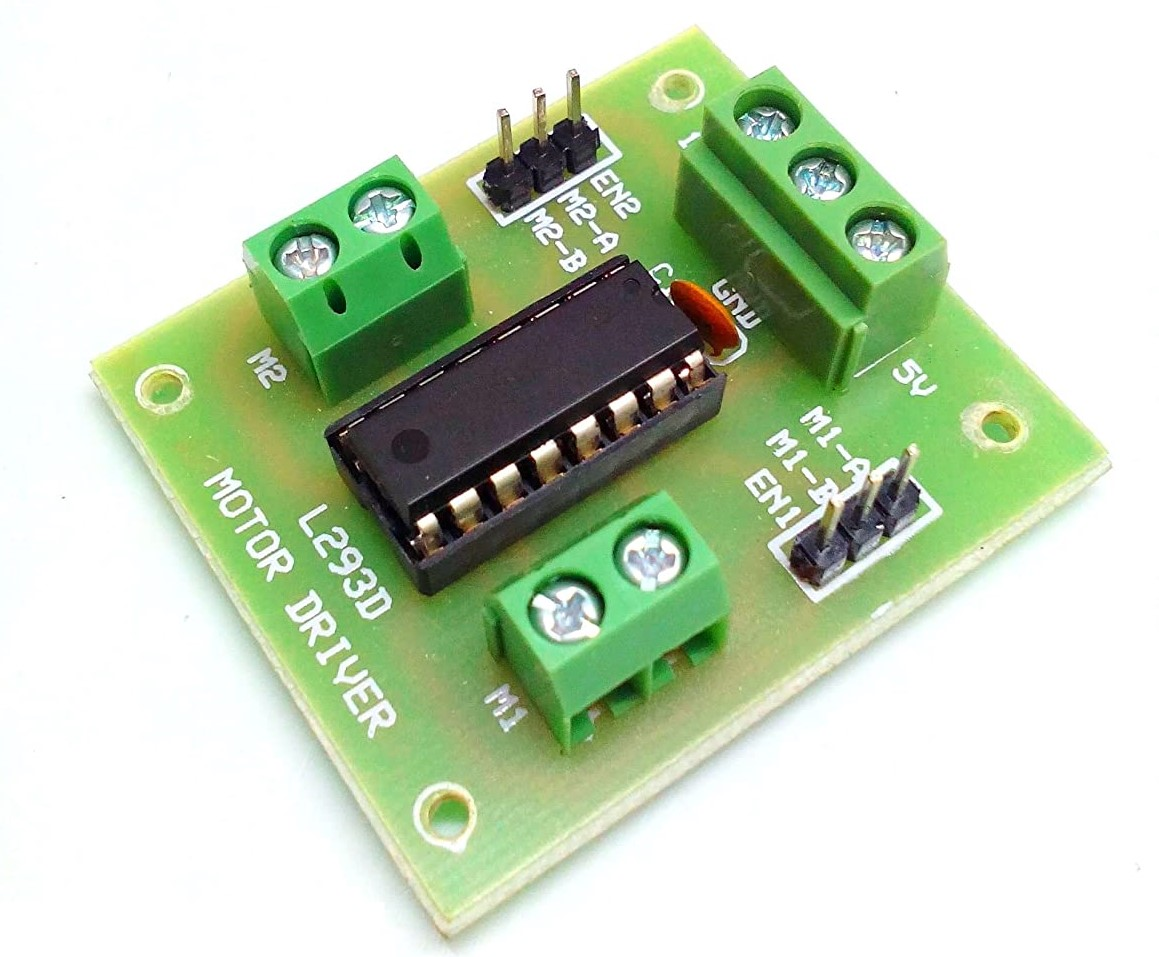 EN2
M2-A
M2-B
GND
5V
M1-A
M1-B
EN1
M2
L293D
MOTOR DRIVER
M1